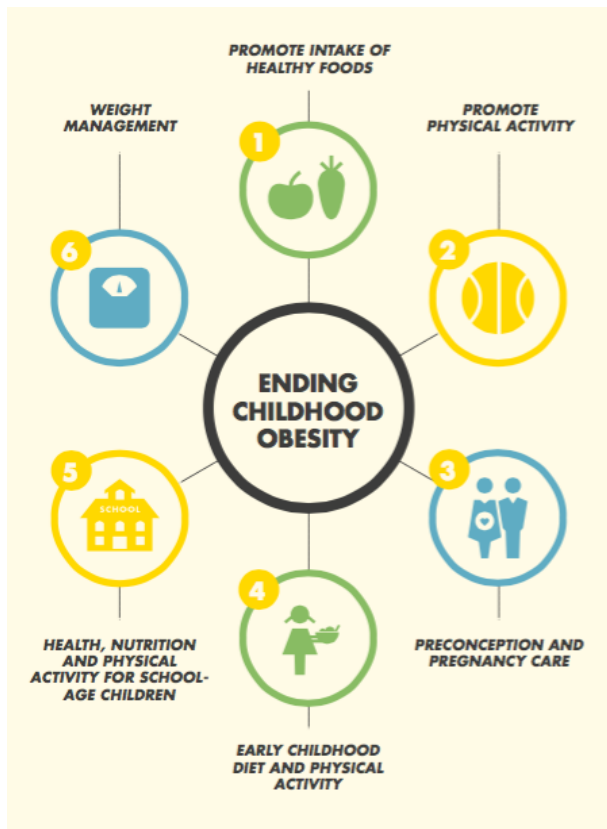 PROMOTE INTAKE OF
HEALTHY FOODS
1
PROMOTE
PHYSICAL ACTIVITY
2
PRECONCEPTION AND
PREGNANCY CARE
3
EARLY CHILDHOOD
DIET AND PHYSICAL
ACTIVITY
4
HEALTH, NUTRITION
AND PHYSICAL
ACTIVITY FOR SCHOOL-
AGE CHILDREN
5
SCHOOL
WEIGHT
MANAGEMENT
6
ENDING
CHILDHOOD
OBESITY